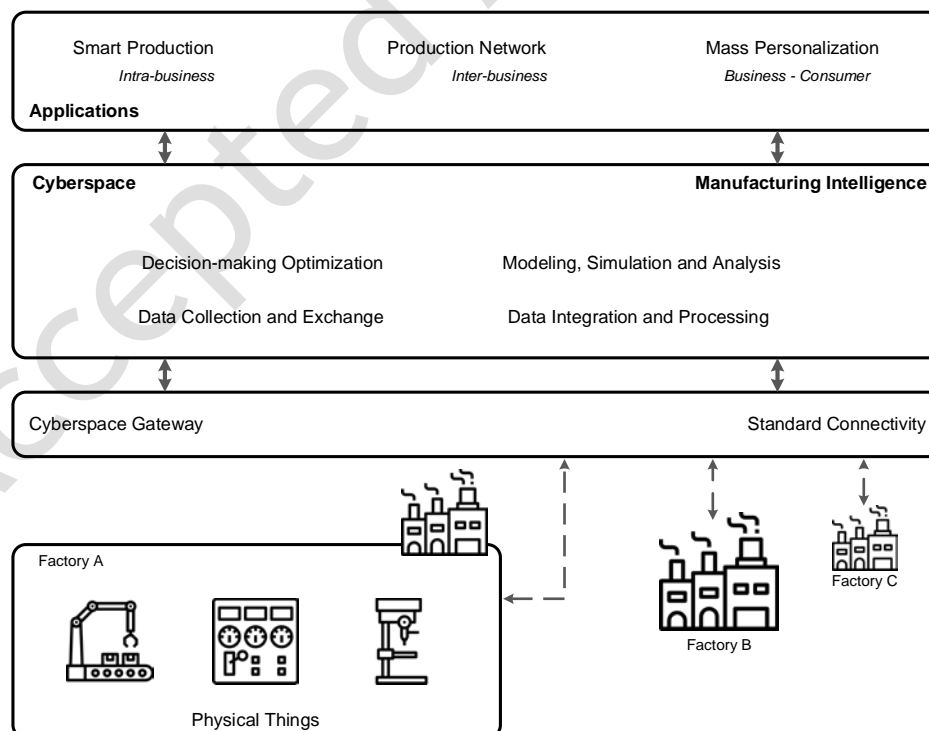 Accepted
Smart Production
Production Network
Mass Personalization
Intra-business
Inter-business
Business - Consumer
Applications
Cyberspace
Manufacturing Intelligence
Decision-making Optimization
Modeling, Simulation and Analysis
Data Collection and Exchange
Data Integration and Processing
Cyberspace Gateway
Standard Connectivity
Factory A
Factory C
Factory B
Physical Things